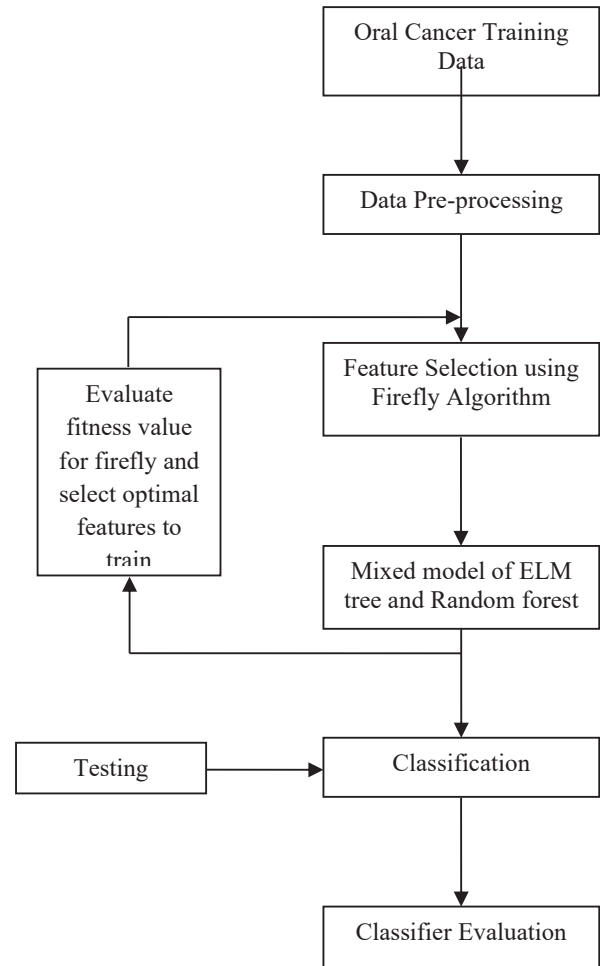 Oral Cancer Training
Data
Data Pre-processing
Feature Selection using
Firefly Algorithm
Evaluate
fitness value
for firefly and
select optimal
features to
train
Mixed model of ELM
tree and Random forest
Testing
Classification
Classifier Evaluation